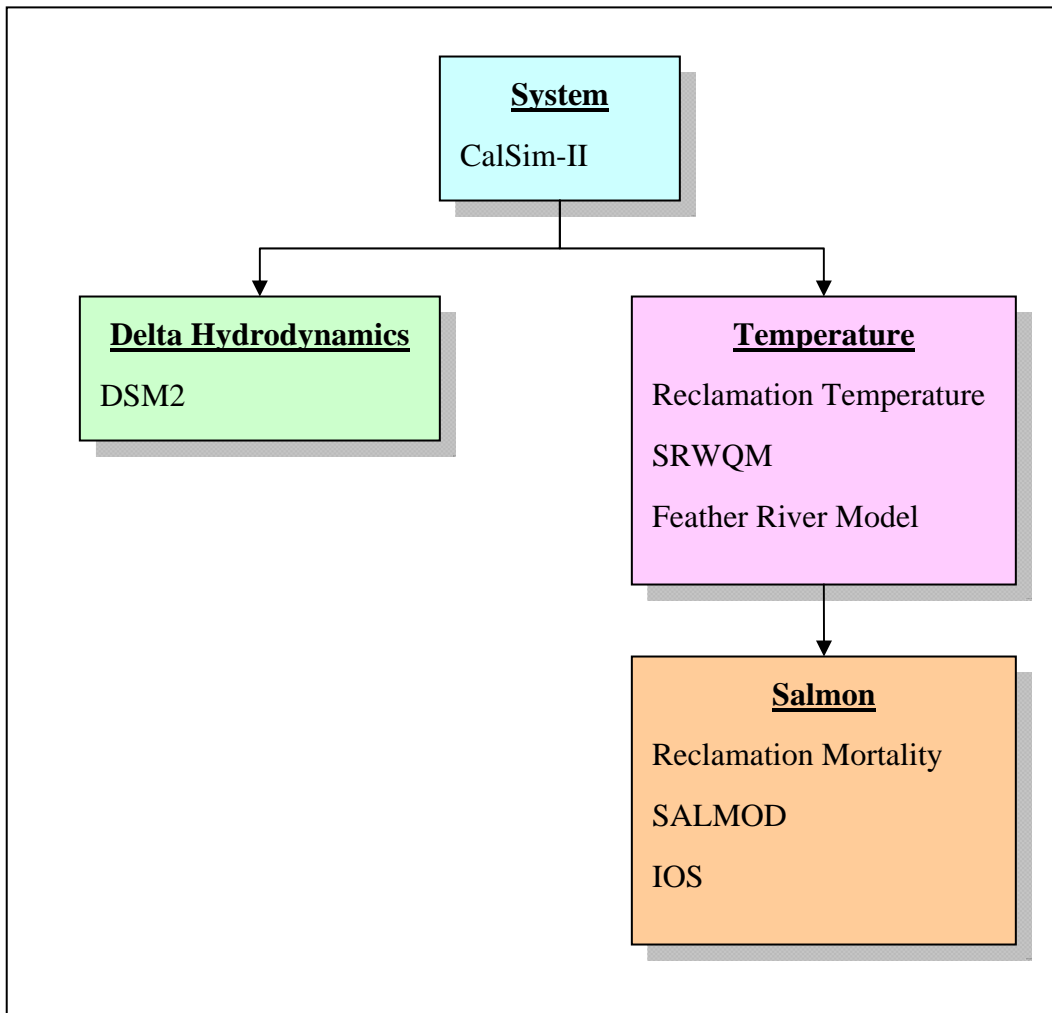 System
CalSim-II
Delta Hydrodynamics
DSM2
Temperature
Reclamation Temperature
SRWQM
Feather River Model
Salmon
Reclamation Mortality
SALMOD
IOS